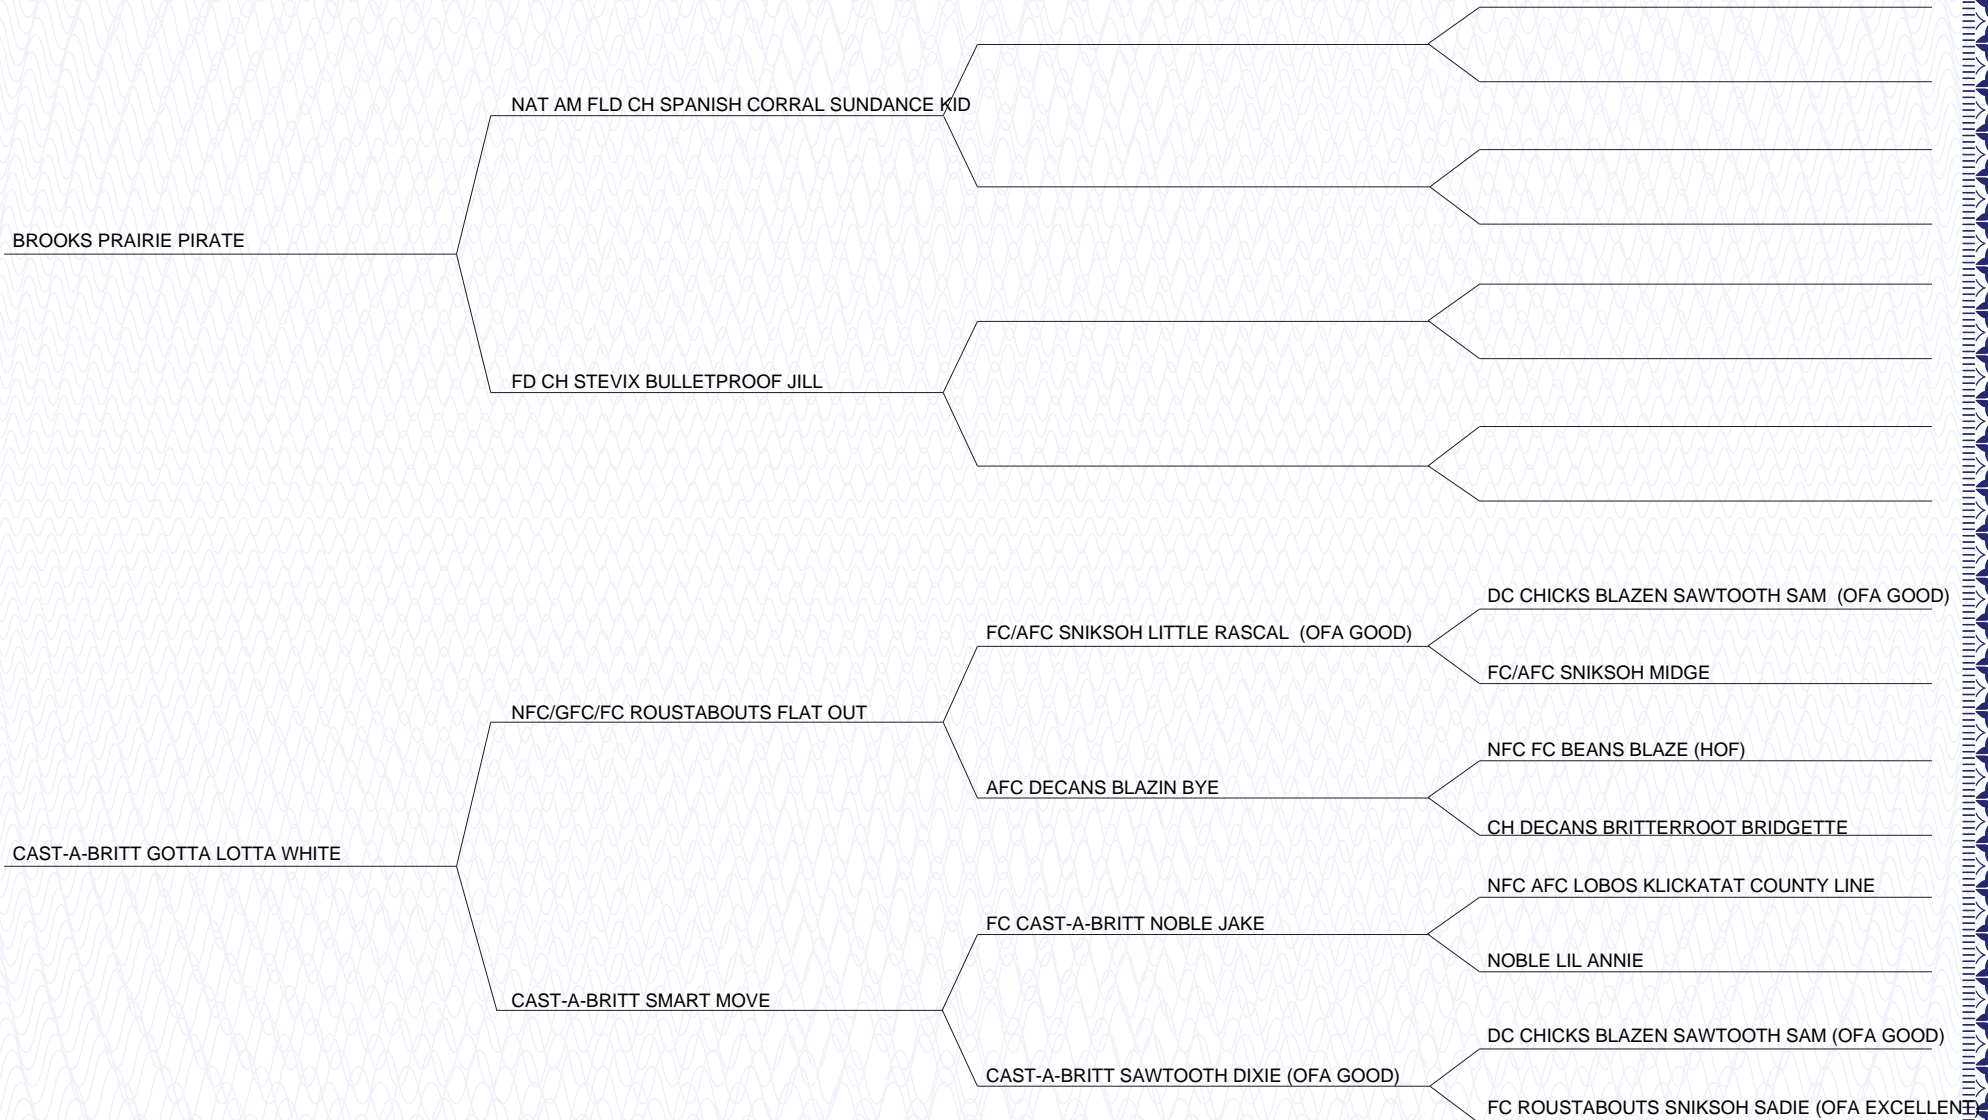 NAT AM FLD CH SPANISH CORRAL SUNDANCE KID
BROOKS PRAIRIE PIRATE
FD CH STEVIX BULLETPROOF JILL
DC CHICKS BLAZEN SAWTOOTH SAM (OFA GOOD)
FC/AFC SNIKSOH LITTLE RASCAL (OFA GOOD)
FC/AFC SNIKSOH MIDGE
NFC/GFC/FC ROUSTABOUTS FLAT OUT
NFC FC BEANS BLAZE (HOF)
AFC DECANS BLAZIN BYE
CH DECANS BRITTERROOT BRIDGETTE
CAST-A-BRITT GOTTA LOTTA WHITE
NFC AFC LOBOS KLICKATAT COUNTY LINE
FC CAST-A-BRITT NOBLE JAKE
NOBLE LIL ANNIE
CAST-A-BRITT SMART MOVE
DC CHICKS BLAZEN SAWTOOTH SAM (OFA GOOD)
CAST-A-BRITT SAWTOOTH DIXIE (OFA GOOD)
FC ROUSTABOUTS SNIKSOH SADIE (OFA EXCELLENT)